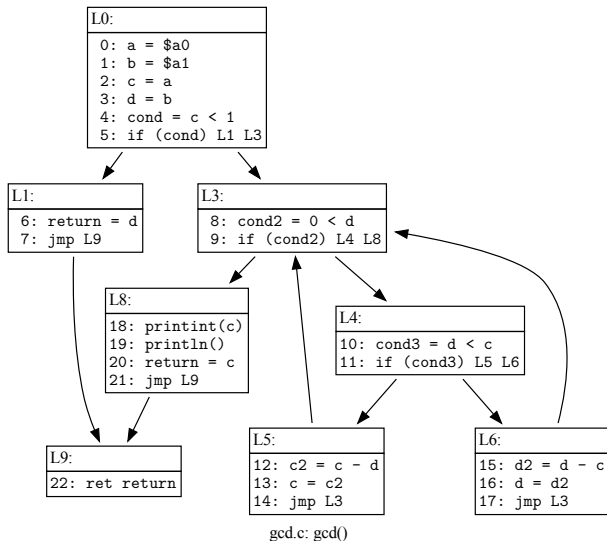 L0:
0: a = $a0
1: b = $a1
2: c = a
3: d = b
4: cond = c < 1
5: if (cond) L1 L3
L1:
6: return = d
7: jmp L9
L3:
8: cond2 = 0 < d
9: if (cond2) L4 L8
L8:
18: printint(c)
19: println()
20: return = c
21: jmp L9
L4:
10: cond3 = d < c
11: if (cond3) L5 L6
L9:
22: ret return
L5:
12: c2 = c - d
13: c = c2
14: jmp L3
L6:
15: d2 = d - c
16: d = d2
17: jmp L3
gcd.c: gcd()